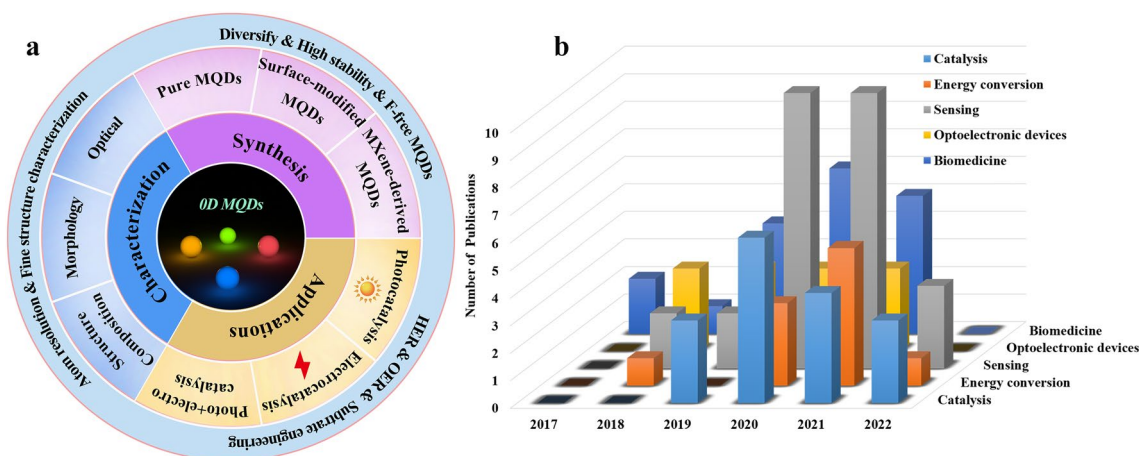 a
Diversify & High stability & F-free MQDs
Atom resolution & Fine structure characterization
HER & OER & Subtrate engineering
Pure MQDs
Surface-modified
MQDs
MXene-derived
MQDs
Synthesis
Optical
Morphology
Structure
Composition
Characterization
0D MQDs
Applications
Photocatalysis
Electrocatalysis
Photo+electro
catalysis
b
Catalysis
Energy conversion
Sensing
Optoelectronic devices
Biomedicine
Number of Publications
10
9
8
7
6
5
4
3
2
1
0
2017 2018 2019 2020 2021 2022
Biomedicine
Optoelectronic devices
Sensing
Energy conversion
Catalysis